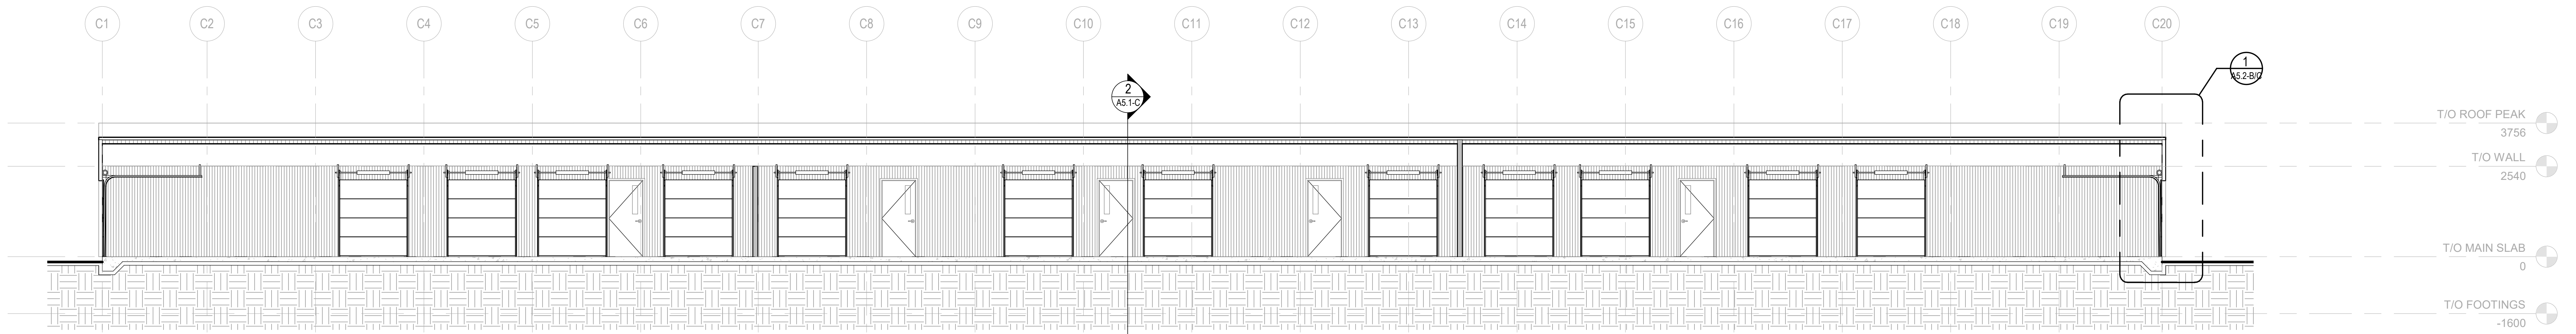 C1 C2 C3 C4 C5 C6 C7 C8 C9 C10 C11 C12 C13 C14 C15 C16 C17 C18 C19 C20
1
A5.2-B/C
2
A5.1-C
T/O ROOF PEAK
3756
T/O WALL
2540
T/O MAIN SLAB
0
T/O FOOTINGS
-1600